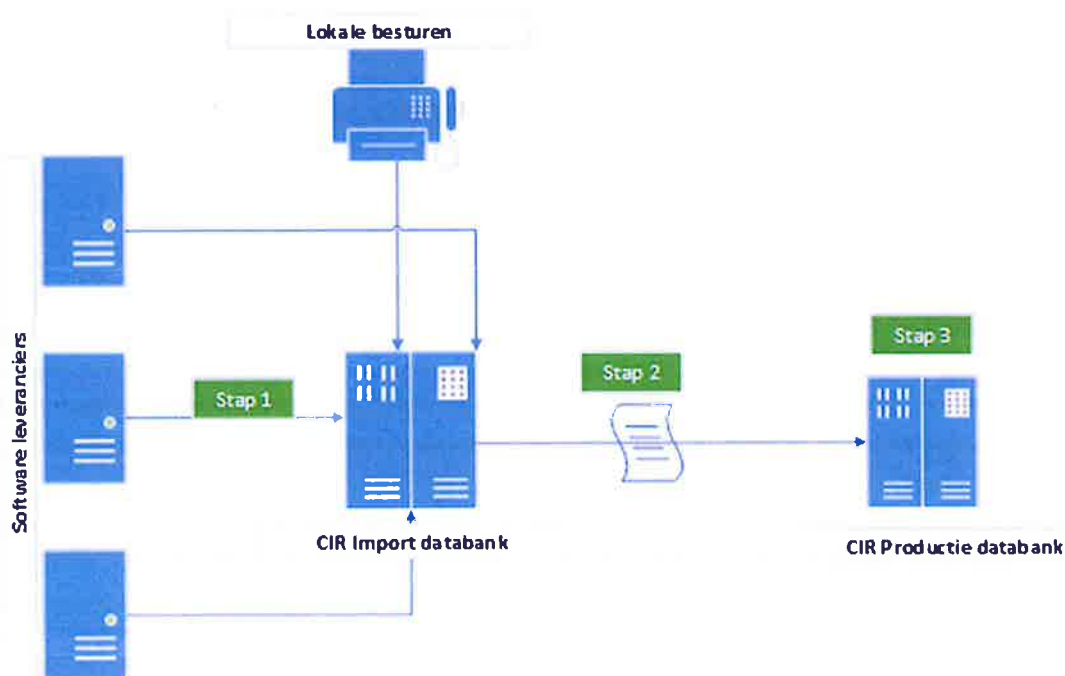 Lokale besturen
Software leveranciers
Stap 1
Stap 2
Stap 3
CIR Import databank
CIR Productie databank